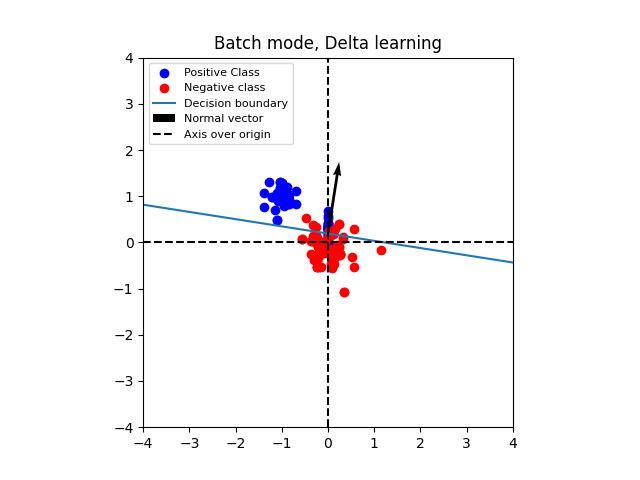 Batch mode, Delta learning
Positive Class
Negative class
Decision boundary
Normal vector
Axis over origin
4
3
2
1
0
−1
−2
−3
−4
−4 −3 −2 −1 0 1 2 3 4